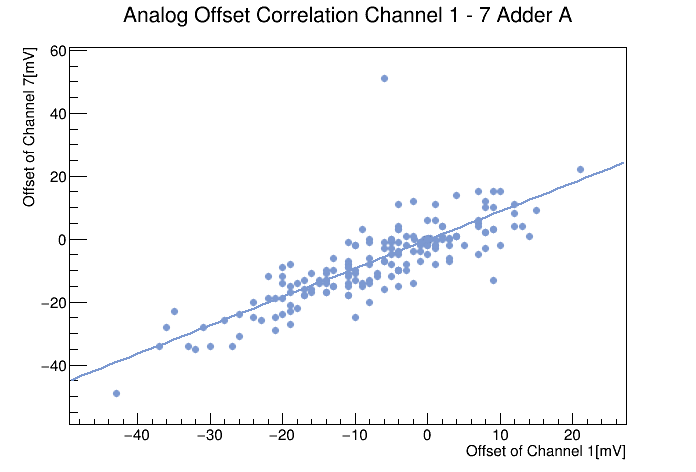 Analog Offset Correlation Channel 1 - 7 Adder A
Offset of Channel 7[mV]
60
40
20
0
−20
−40
−40 −30 −20 −10 0 10 20
Offset of Channel 1[mV]